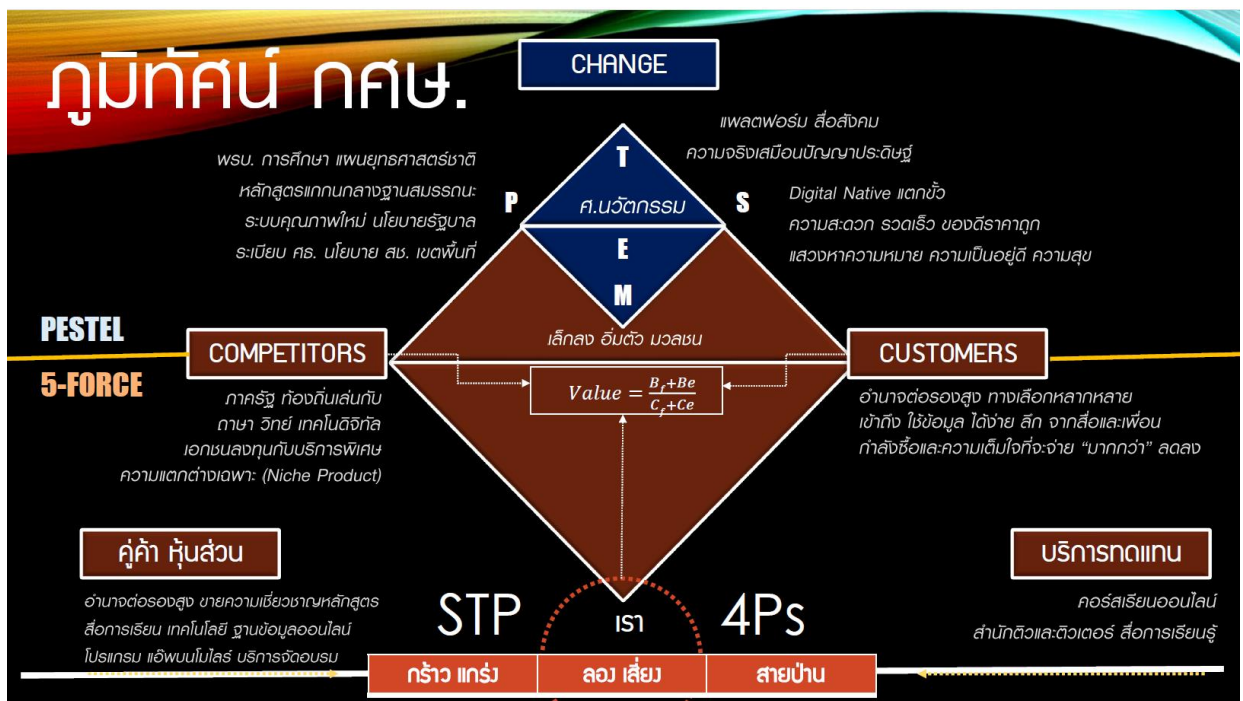 ภูมิทัศน์ กศษ.
CHANGE
แพลตฟอร์ม สื่อสังคม
ความจริงเสมือนปัญญาประดิษฐ์
พรบ. การศึกษา แผนยุทธศาสตร์ชาติ
หลักสูตรแกกนกลางฐานสมรรถนะ
ระบบคุณภาพใหม่ นโยบายรัฐบาล
ระเบียบ ศธ. นโยบาย สช. เขตพื้นที่
T
P
ศ.นวัตกรรม
S
E
M
Digital Native แตกขั้ว
ความสะดวก รวดเร็ว ของดีราคาถูก
แสวงหาความหมาย ความเป็นอยู่ดี ความสุข
PESTEL
5-FORCE
COMPETITORS
เล็กลง อิ่มตัว มวลชน
CUSTOMERS
Value = \frac{B_f+Be}{C_f+Ce}
ภาครัฐ ท้องถิ่นเล่นกับ
ภาษา วิทย์ เทคโนดิจิทัล
เอกชนลงทุนกับบริการพิเศษ
ความแตกต่างเฉพาะ (Niche Product)
อำนาจต่อรองสูง ทางเลือกหลากหลาย
เข้าถึง ใช้ข้อมูล ได้ง่าย ลึก จากสื่อและเพื่อน
กำลังซื้อและความเต็มใจที่จะจ่าย “มากกว่า” ลดลง
คู่ค้า หุ้นส่วน
อำนาจต่อรองสูง ขายความเชี่ยวชาญหลักสูตร
สื่อการเรียน เทคโนโลยี ฐานข้อมูลออนไลน์
โปรแกรม แอ๊พบนโมไลร์ บริการจัดอบรม
บริการทดแทน
คอร์สเรียนออนไลน์
สำนักติวและติวเตอร์ สื่อการเรียนรู้
STP
เรา
4Ps
กร้าว แกร่ง
ลอง เสี่ยง
สายป่าน